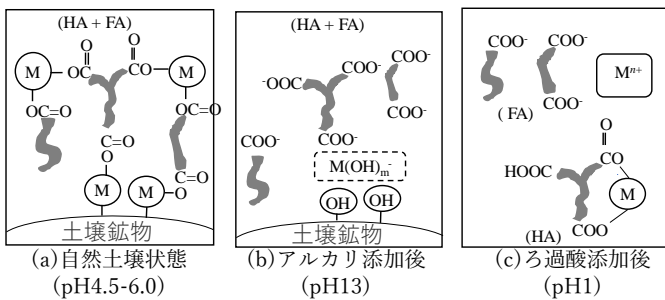 (HA + FA)
O
O
M
OC
CO
M
OC=O
OC=O
C=O
O
C=O
M
M
O
土壌鉱物
(a)自然土壌状態
(pH4.5-6.0)
(HA + FA)
COO⁻
COO⁻
⁻OOC
COO⁻
COO⁻
COO⁻
M(OH)ₘ⁻
OH
OH
土壌鉱物
(b)アルカリ添加後
(pH13)
COO⁻
COO⁻
Mⁿ⁺
COO⁻
(FA)
O
CO
HOOC
M
COO
(HA)
(c)ろ過酸添加後
(pH1)